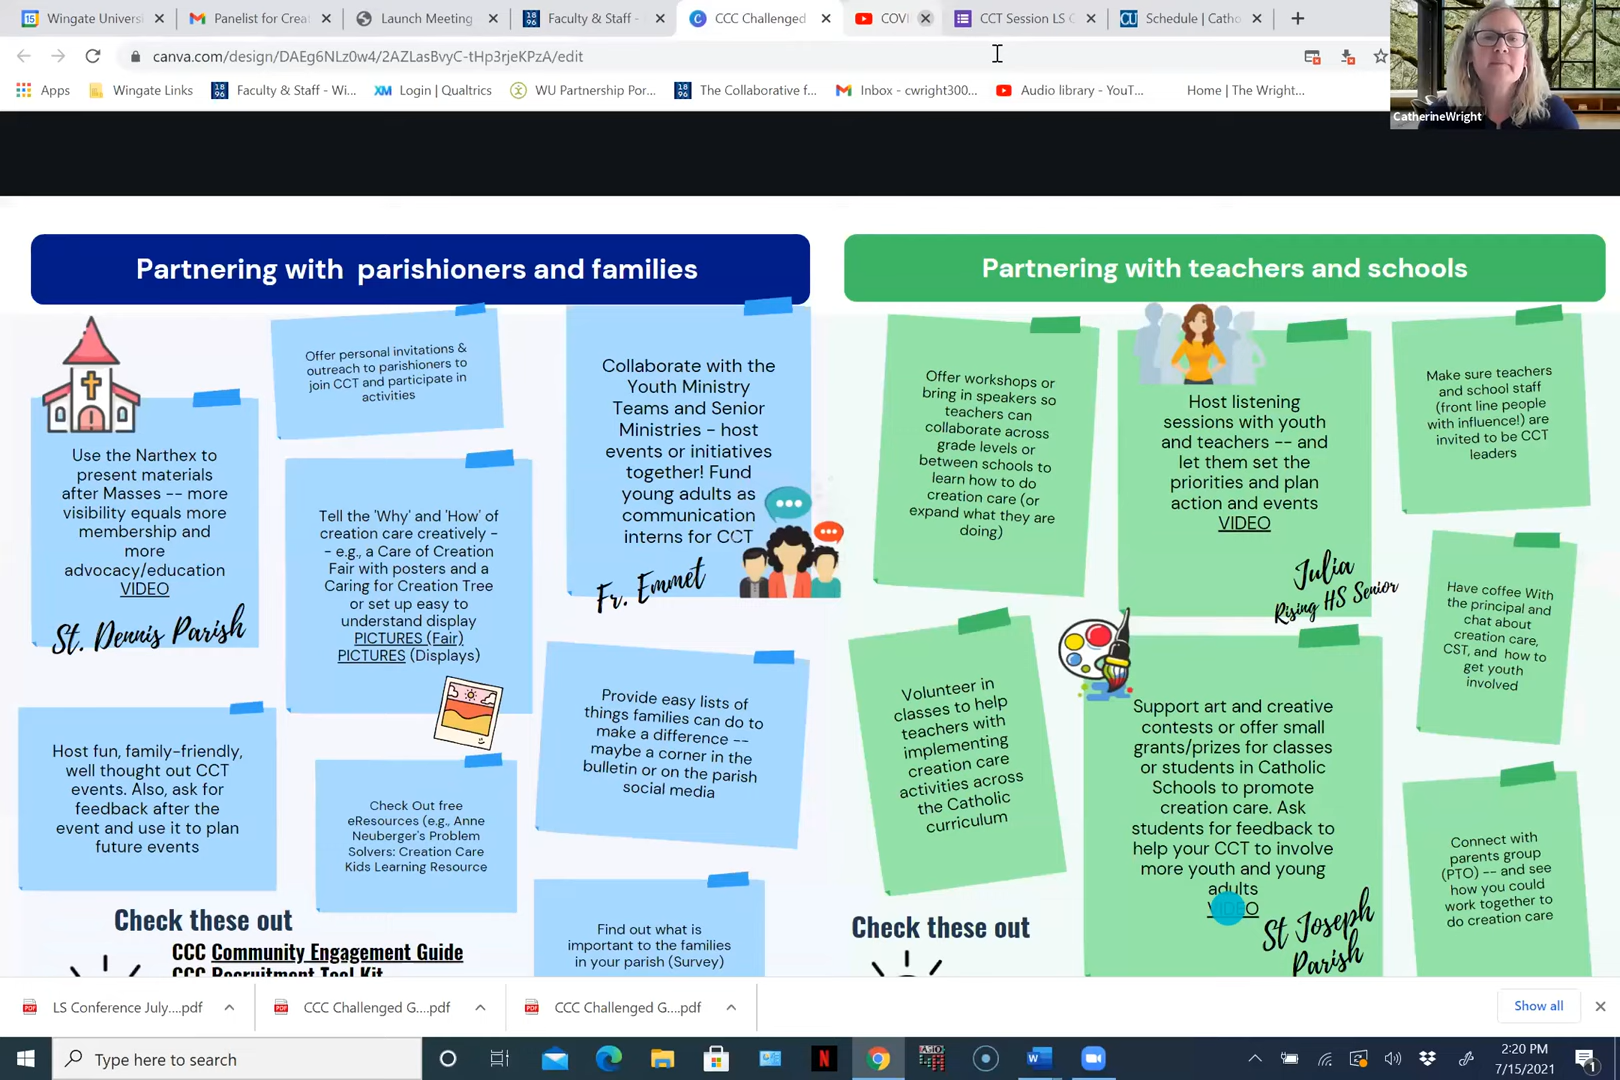 Wingate Universi
Panelist for Crea
Launch Meeting
Faculty & Staff -
CCC Challenged
COVI
CCT Session LS C
Schedule | Catho
canva.com/design/DAEg6NLz0w4/2AZLasBvyC-tHp3rjeKPzA/edit
Apps
Wingate Links
Faculty & Staff - Wi...
Login | Qualtrics
WU Partnership Por...
The Collaborative f...
Inbox - cwright300...
Audio library - YouT...
Home | The Wright...
CatherineWright
Partnering with parishioners and families
Use the Narthex to
present materials
after Masses -- more
visibility equals more
membership and
more
advocacy/education
VIDEO
St. Dennis Parish
Offer personal invitations &
outreach to parishioners to
join CCT and participate in
activities
Tell the 'Why' and 'How' of
creation care creatively -
- e.g., a Care of Creation
Fair with posters and a
Caring for Creation Tree
or set up easy to
understand display
PICTURES (Fair)
PICTURES (Displays)
Collaborate with the
Youth Ministry
Teams and Senior
Ministries - host
events or initiatives
together! Fund
young adults as
communication
interns for CCT
Fr. Emmet
Host fun, family-friendly,
well thought out CCT
events. Also, ask for
feedback after the
event and use it to plan
future events
Check Out free
eResources (e.g., Anne
Neuberger's Problem
Solvers: Creation Care
Kids Learning Resource
Provide easy lists of
things families can do to
make a difference --
maybe a corner in the
bulletin or on the parish
social media
Find out what is
important to the families
in your parish (Survey)
Check these out
CCC Community Engagement Guide
CCC Recruitment Tool Kit
Partnering with teachers and schools
Offer workshops or
bring in speakers so
teachers can
collaborate across
grade levels or
between schools to
learn how to do
creation care (or
expand what they are
doing)
Host listening
sessions with youth
and teachers -- and
let them set the
priorities and plan
action and events
VIDEO
Julia
Rising HS Senior
Make sure teachers
and school staff
(front line people
with influence!) are
invited to be CCT
leaders
Have coffee With
the principal and
chat about
creation care,
CST, and how to
get youth
involved
Volunteer in
classes to help
teachers with
implementing
creation care
activities across
the Catholic
curriculum
Support art and creative
contests or offer small
grants/prizes for classes
or students in Catholic
Schools to promote
creation care. Ask
students for feedback to
help your CCT to involve
more youth and young
adults
VIDEO
St Joseph
Parish
Connect with
parents group
(PTO) -- and see
how you could
work together to
do creation care
Check these out
LS Conference July....pdf
CCC Challenged G....pdf
CCC Challenged G....pdf
Show all
Type here to search
2:20 PM
7/15/2021